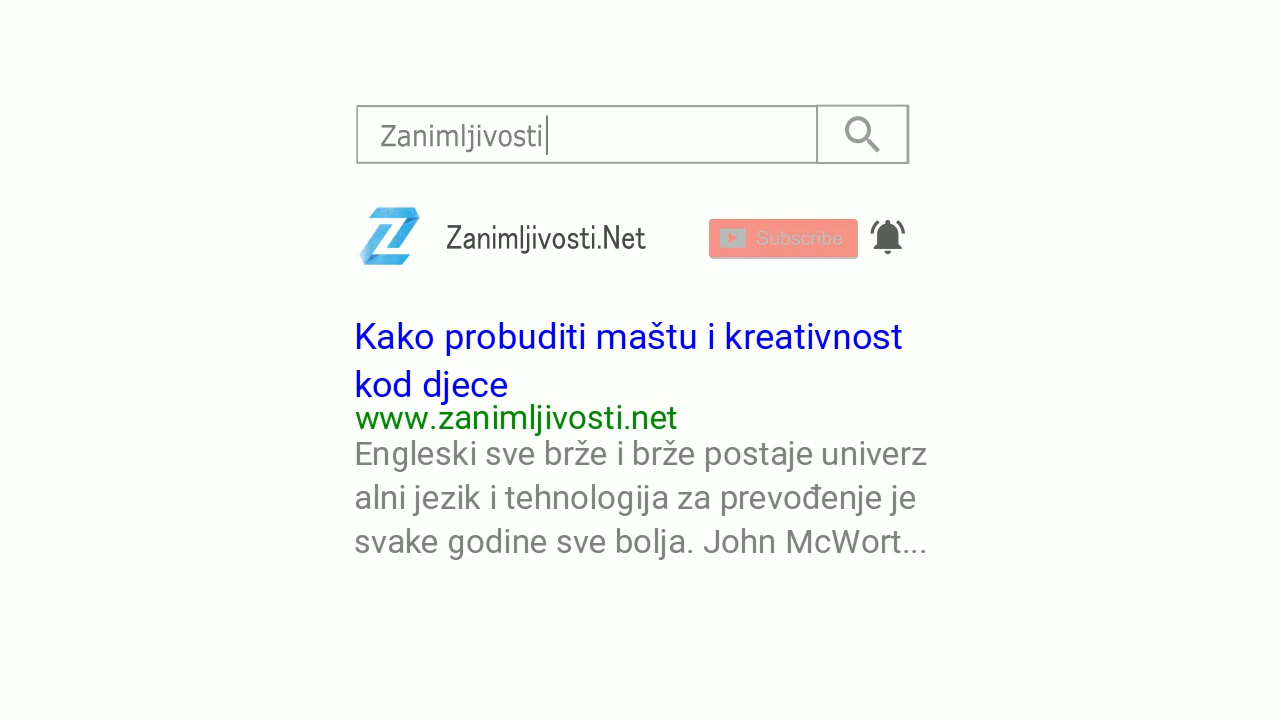 Zanimljivosti
Zanimljivosti.Net
Subscribe
Kako probuditi maštu i kreativnost
kod djece
www.zanimljivosti.net
Engleski sve brže i brže postaje univerz
alni jezik i tehnologija za prevođenje je
svake godine sve bolja. John McWort...